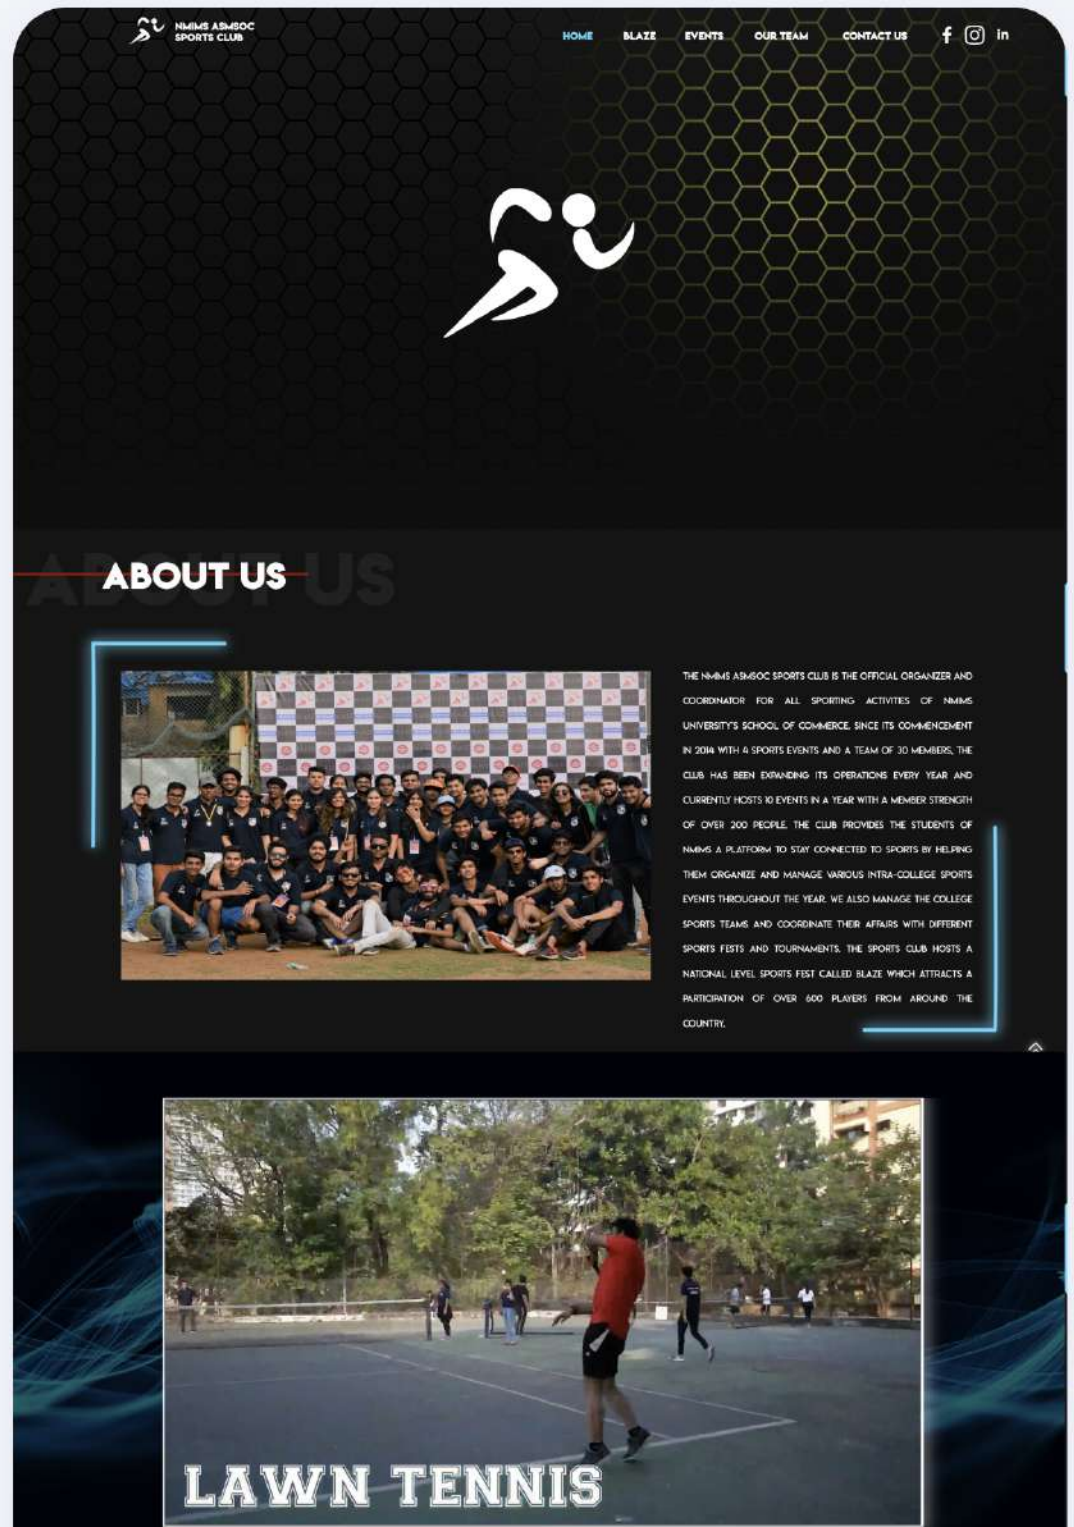 NMIMS ASMSOC
SPORTS CLUB
HOME BLAZE EVENTS OUR TEAM CONTACT US f in
ABOUT US
ABOUT US
THE NMIMS ASMSOC SPORTS CLUB IS THE OFFICIAL ORGANIZER AND
COORDINATOR FOR ALL SPORTING ACTIVITIES OF NMIMS
UNIVERSITY'S SCHOOL OF COMMERCE. SINCE ITS COMMENCEMENT
IN 2014 WITH 4 SPORTS EVENTS AND A TEAM OF 30 MEMBERS, THE
CLUB HAS BEEN EXPANDING ITS OPERATIONS EVERY YEAR AND
CURRENTLY HOSTS 10 EVENTS IN A YEAR WITH A MEMBER STRENGTH
OF OVER 200 PEOPLE. THE CLUB PROVIDES THE STUDENTS OF
NMIMS A PLATFORM TO STAY CONNECTED TO SPORTS BY HELPING
THEM ORGANIZE AND MANAGE VARIOUS INTRA-COLLEGE SPORTS
EVENTS THROUGHOUT THE YEAR. WE ALSO MANAGE THE COLLEGE
SPORTS TEAMS AND COORDINATE THEIR AFFAIRS WITH DIFFERENT
SPORTS FESTS AND TOURNAMENTS. THE SPORTS CLUB HOSTS A
NATIONAL LEVEL SPORTS FEST CALLED BLAZE WHICH ATTRACTS A
PARTICIPATION OF OVER 600 PLAYERS FROM AROUND THE
COUNTRY.
LAWN TENNIS